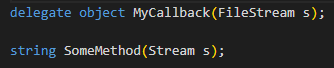 delegate object MyCallback(FileStream s);
string SomeMethod(Stream s);